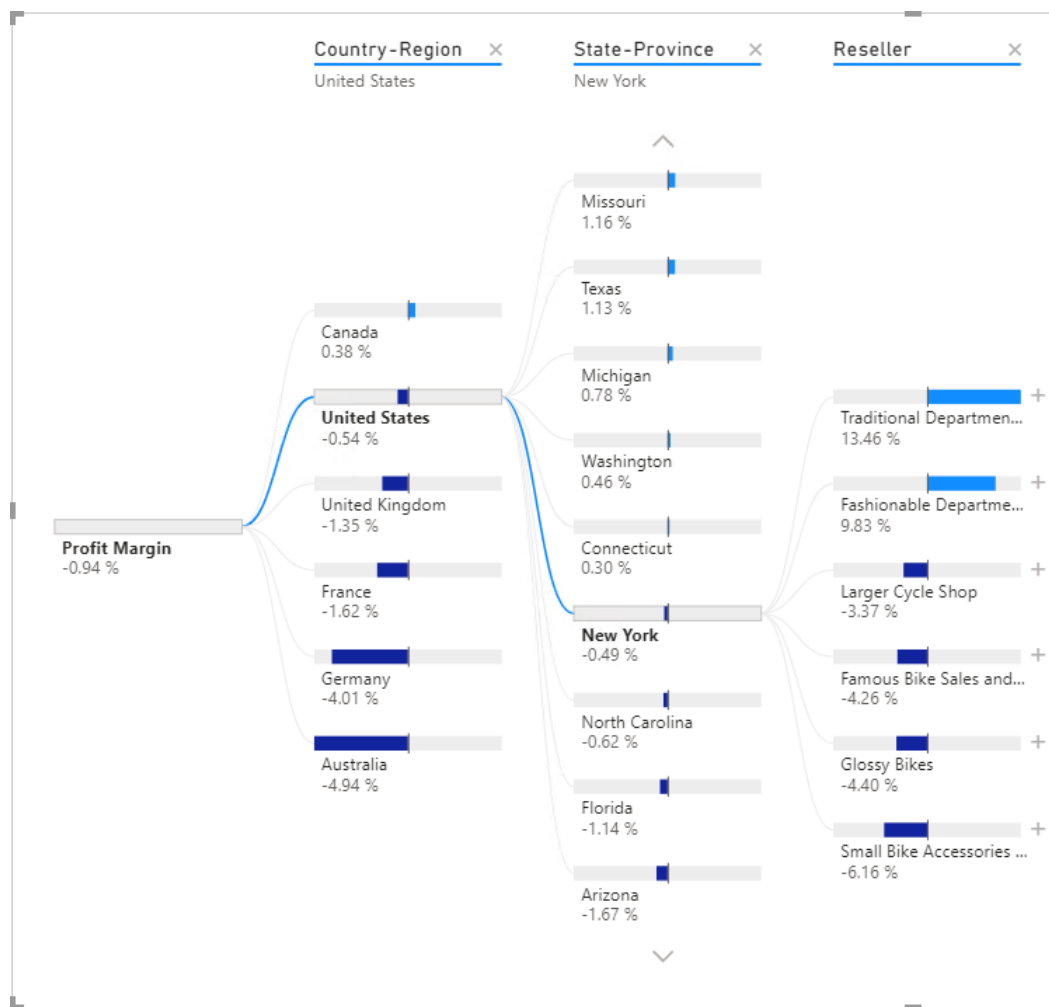 Country-Region
United States
State-Province
New York
Reseller
Profit Margin
-0.94 %
Canada
0.38 %
United States
-0.54 %
United Kingdom
-1.35 %
France
-1.62 %
Germany
-4.01 %
Australia
-4.94 %
Missouri
1.16 %
Texas
1.13 %
Michigan
0.78 %
Washington
0.46 %
Connecticut
0.30 %
New York
-0.49 %
North Carolina
-0.62 %
Florida
-1.14 %
Arizona
-1.67 %
Traditional Departmen...
13.46 %
Fashionable Departme...
9.83 %
Larger Cycle Shop
-3.37 %
Famous Bike Sales and...
-4.26 %
Glossy Bikes
-4.40 %
Small Bike Accessories ...
-6.16 %